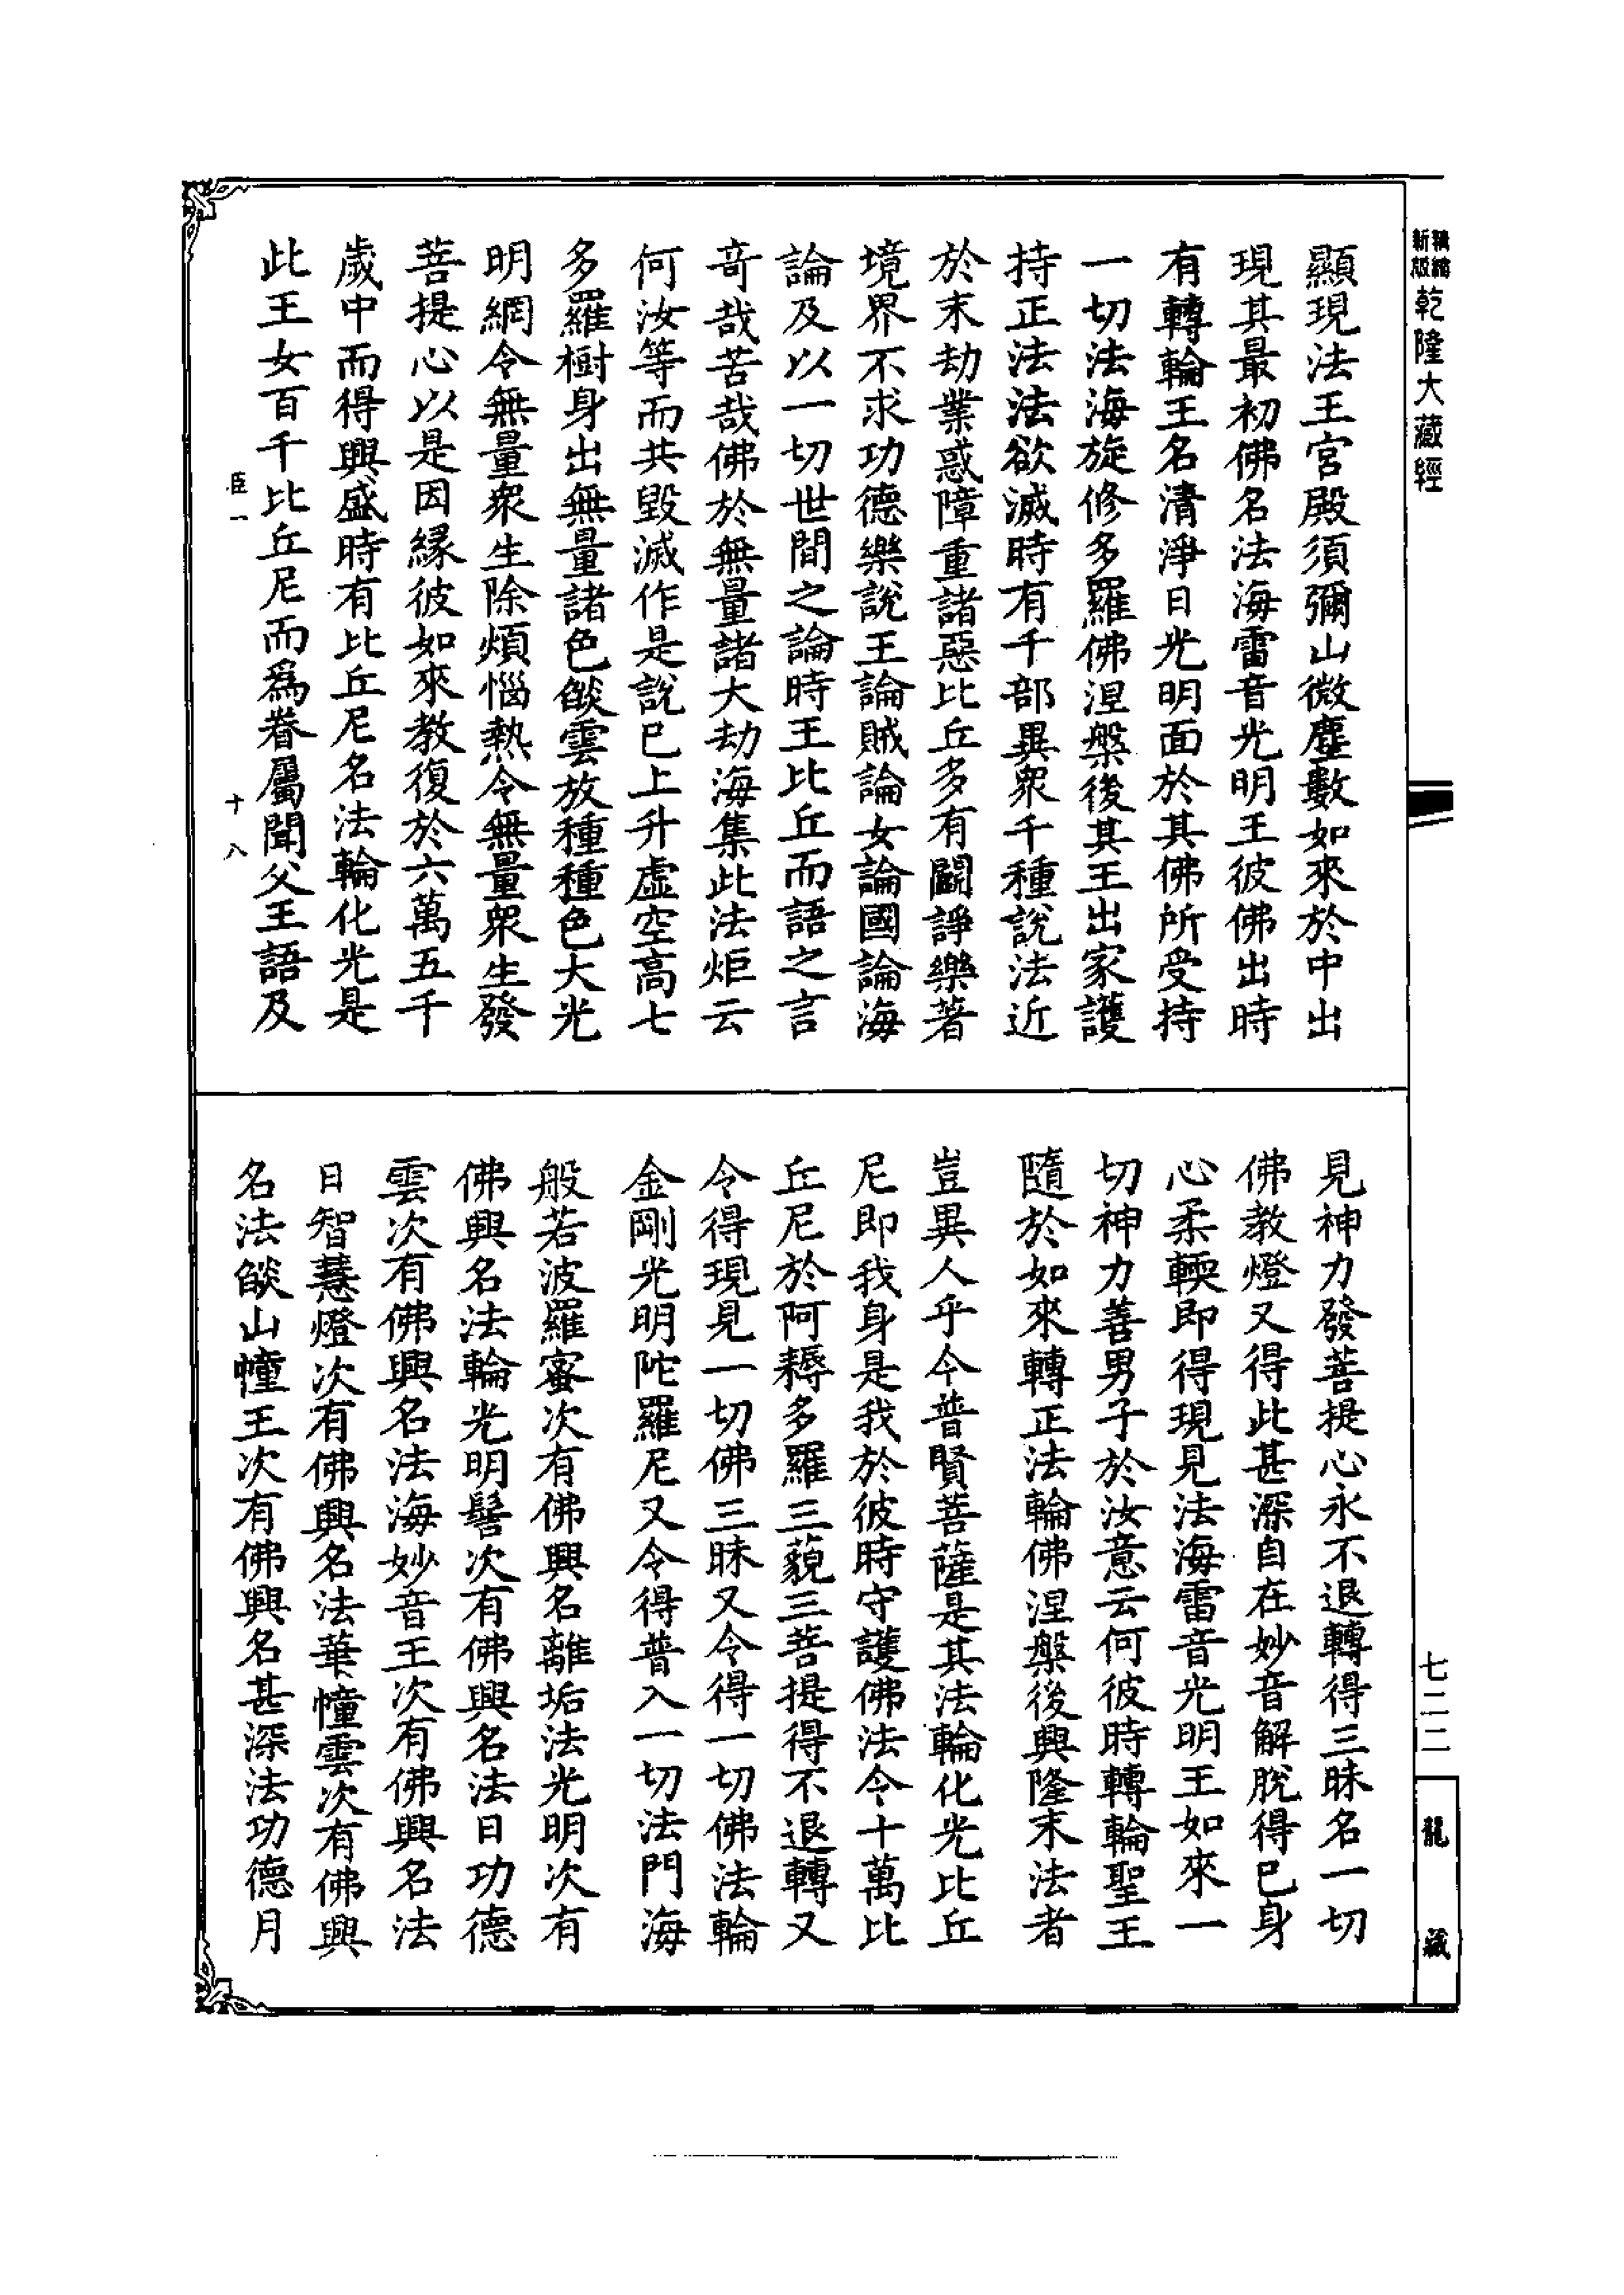 新版精縮乾隆大藏經
顯現法王宮殿須彌山微塵數如來於中出
現其最初佛名法海雷音光明王彼佛出時
有轉輪王名清淨日光明面於其佛所受持
一切法海旋修多羅佛涅槃後其王出家護
持正法法欲滅時有千部異衆千種說法近
於末劫業惑障重諸惡比丘多有鬪諍樂著
境界不求功德樂說王論賊論女論國論海
論及以一切世間之論時王比丘而語之言
奇哉苦哉佛於無量諸大劫海集此法炬云
何汝等而共毀滅作是說已上升虛空高七
多羅樹身出無量諸色燄雲放種種色大光
明網令無量衆生除煩惱熱令無量衆生發
菩提心以是因緣彼如來教復於六萬五千
歲中而得興盛時有比丘尼名法輪化光是
此王女百千比丘尼而爲眷屬聞父王語及
臣一
十八
見神力發菩提心永不退轉得三昧名一切
佛教燈又得此甚深自在妙音解脫得已身
心柔輭即得現見法海雷音光明王如來一
切神力善男子於汝意云何彼時轉輪聖王
隨於如來轉正法輪佛涅槃後興隆末法者
豈異人乎今普賢菩薩是其法輪化光比丘
尼即我身是我於彼時守護佛法令十萬比
丘尼於阿耨多羅三藐三菩提得不退轉又
令得現見一切佛三昧又令得一切佛法輪
金剛光明陀羅尼又令得普入一切法門海
般若波羅蜜次有佛興名離垢法光明次有
佛興名法輪光明髻次有佛興名法日功德
雲次有佛興名法海妙音王次有佛興名法
日智慧燈次有佛興名法華幢雲次有佛興
名法燄山幢王次有佛興名甚深法功德月
七二二
龍藏